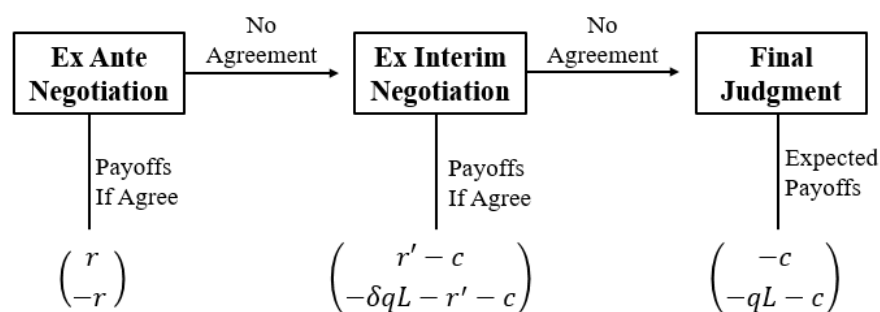 Ex Ante
Negotiation
No
Agreement
Ex Interim
Negotiation
No
Agreement
Final
Judgment
Payoffs
If Agree
Payoffs
If Agree
Expected
Payoffs
r
−r
r′ − c
−δqL − r′ − c
−c
−qL − c